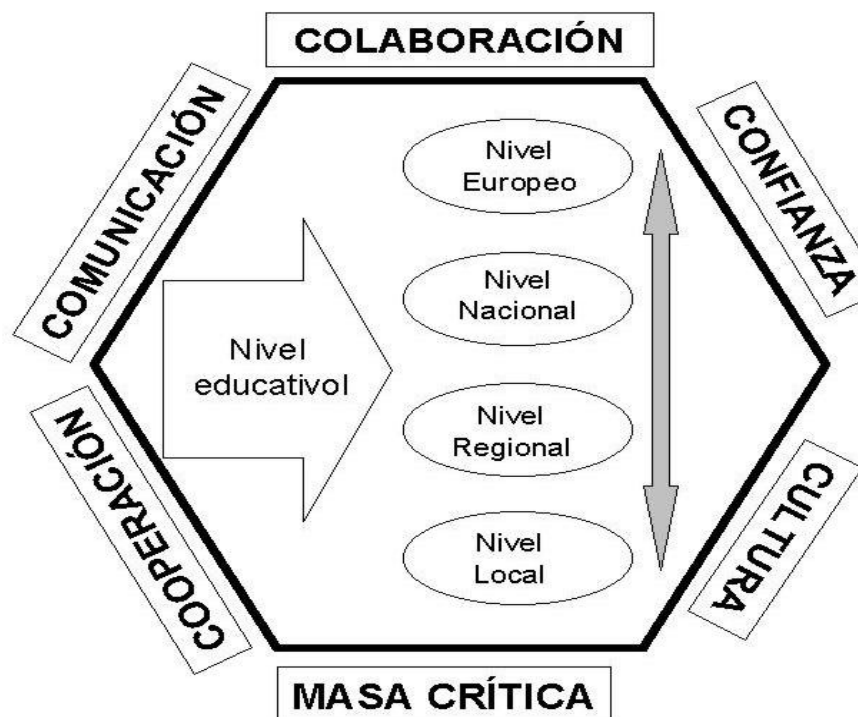 COLABORACIÓN
COMUNICACIÓN
CONFIANZA
Nivel
Europeo
Nivel
Nacional
Nivel
educativol
Nivel
Regional
Nivel
Local
COOPERACIÓN
CULTURA
MASA CRÍTICA